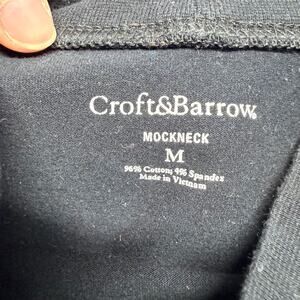 Croft&Barrow
MOCKNECK
M
96% Cotton; 4% Spandex
Made in Vietnam